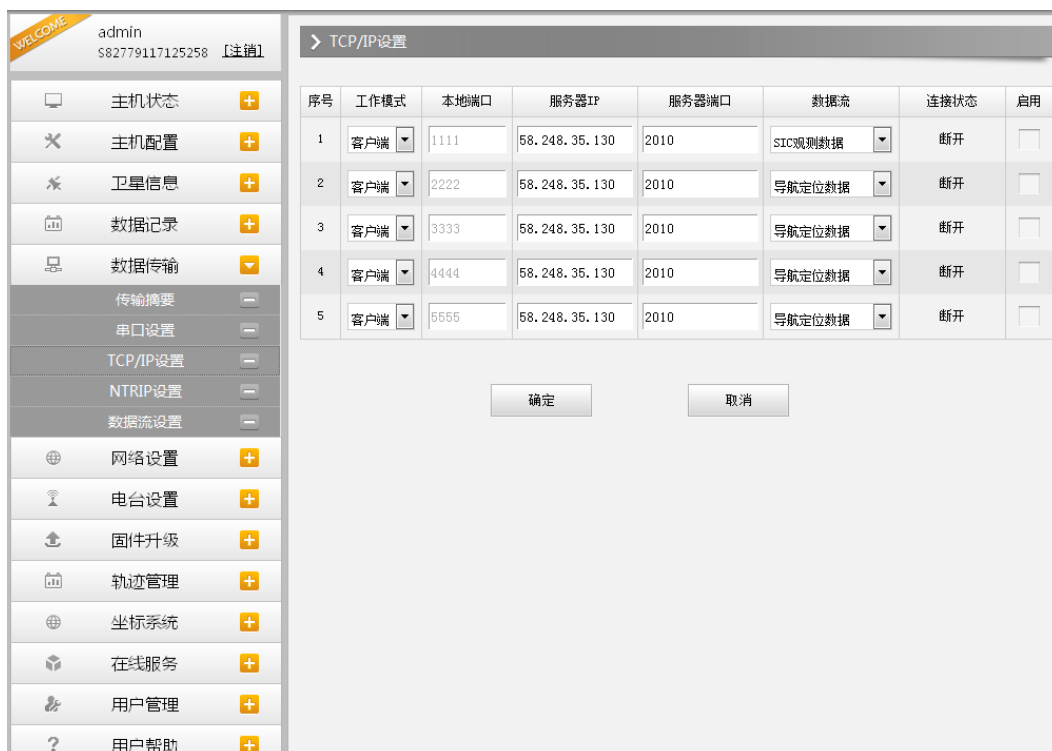 WELCOME
admin
S82779117125258 [注销]
主机状态
主机配置
卫星信息
数据记录
数据传输
传输摘要
串口设置
TCP/IP设置
NTRIP设置
数据流设置
网络设置
电台设置
固件升级
轨迹管理
坐标系统
在线服务
用户管理
用户帮助
TCP/IP设置
序号 工作模式 本地端口 服务器IP 服务器端口 数据流 连接状态 启用
1 客户端 1111 58.248.35.130 2010 SIC观测数据 断开
2 客户端 2222 58.248.35.130 2010 导航定位数据 断开
3 客户端 3333 58.248.35.130 2010 导航定位数据 断开
4 客户端 4444 58.248.35.130 2010 导航定位数据 断开
5 客户端 5555 58.248.35.130 2010 导航定位数据 断开
确定 取消